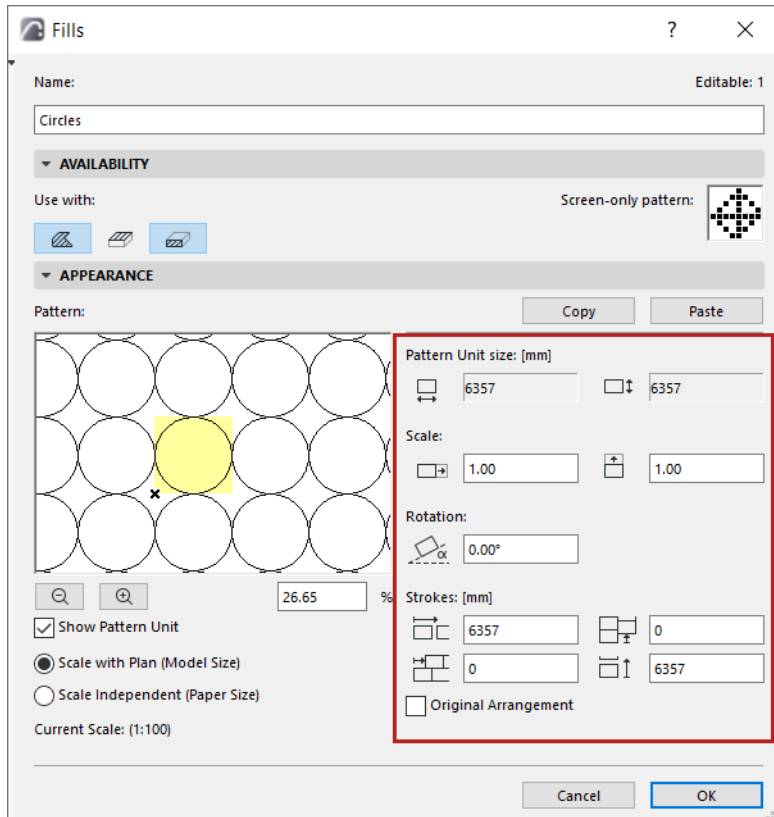 Fills ?
Name: Editable: 1
Circles
AVAILABILITY
Use with: Screen-only pattern:
APPEARANCE
Pattern: Copy Paste
Pattern Unit size: [mm]
6357 6357
Scale:
1.00 1.00
Rotation:
α 0.00°
26.65 %
Strokes: [mm]
Show Pattern Unit 6357 0
Scale with Plan (Model Size) 0 6357
Scale Independent (Paper Size) Original Arrangement
Current Scale: (1:100)
Cancel OK